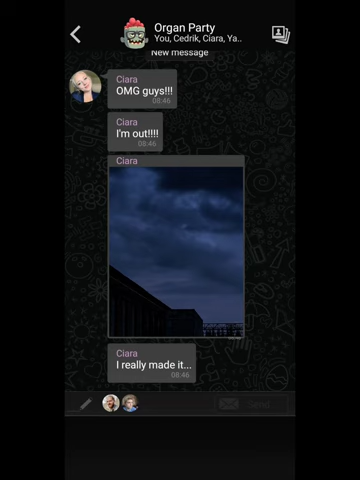 Organ Party
You, Cedrik, Ciara, Ya..
New message
Ciara
OMG guys!!!
08:46
Ciara
I'm out!!!!
08:46
Ciara
Ciara
I really made it...
08:46
Send